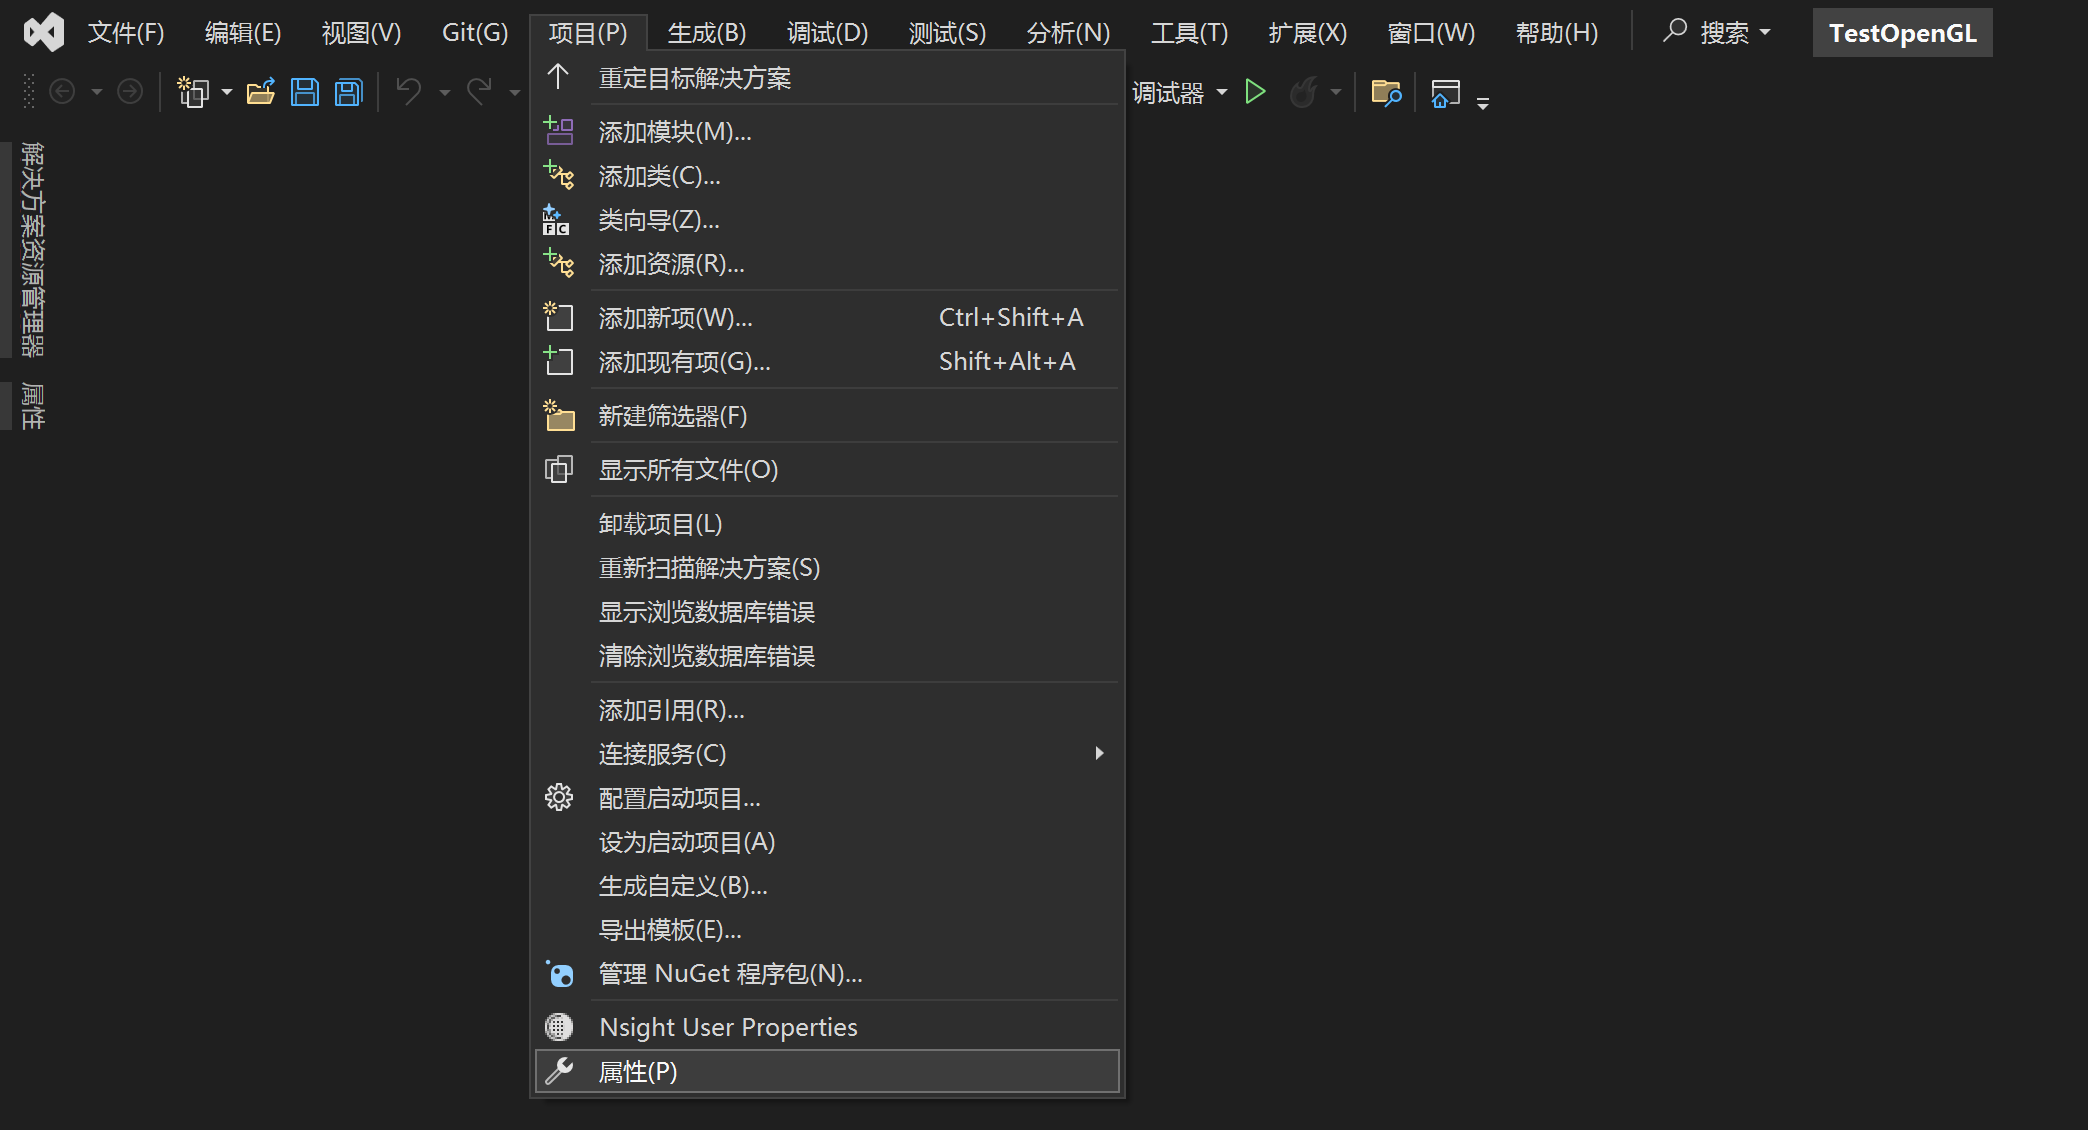 文件(F) 编辑(E) 视图(V) Git(G) 项目(P) 生成(B) 调试(D) 测试(S) 分析(N) 工具(T) 扩展(X) 窗口(W) 帮助(H) 搜索 TestOpenGL
调试器
解决方案资源管理器
属性
重定目标解决方案
添加模块(M)...
添加类(C)...
类向导(Z)...
添加资源(R)...
添加新项(W)... Ctrl+Shift+A
添加现有项(G)... Shift+Alt+A
新建筛选器(F)
显示所有文件(O)
卸载项目(L)
重新扫描解决方案(S)
显示浏览数据库错误
清除浏览数据库错误
添加引用(R)...
连接服务(C)
配置启动项目...
设为启动项目(A)
生成自定义(B)...
导出模板(E)...
管理 NuGet 程序包(N)...
Nsight User Properties
属性(P)